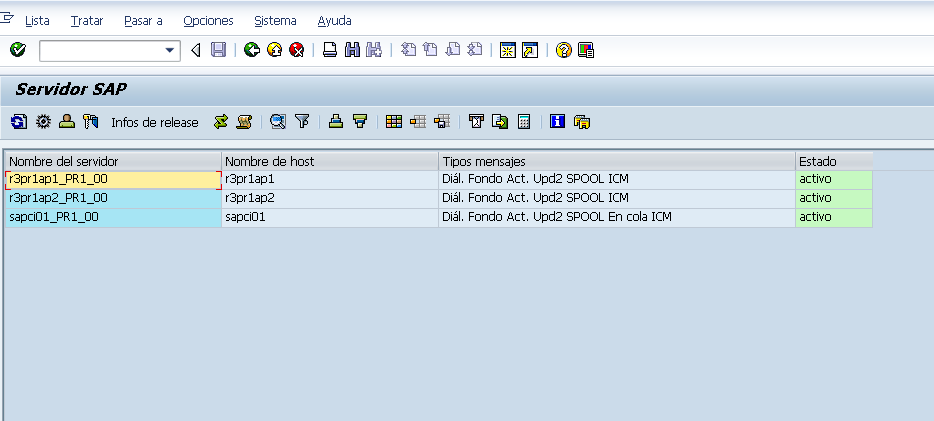 Lista Tratar Pasar a Opciones Sistema Ayuda
Servidor SAP
Infos de release
Nombre del servidor Nombre de host Tipos mensajes Estado
r3pr1ap1_PR1_00 r3pr1ap1 Diál. Fondo Act. Upd2 SPOOL ICM activo
r3pr1ap2_PR1_00 r3pr1ap2 Diál. Fondo Act. Upd2 SPOOL ICM activo
sapci01_PR1_00 sapci01 Diál. Fondo Act. Upd2 SPOOL En cola ICM activo